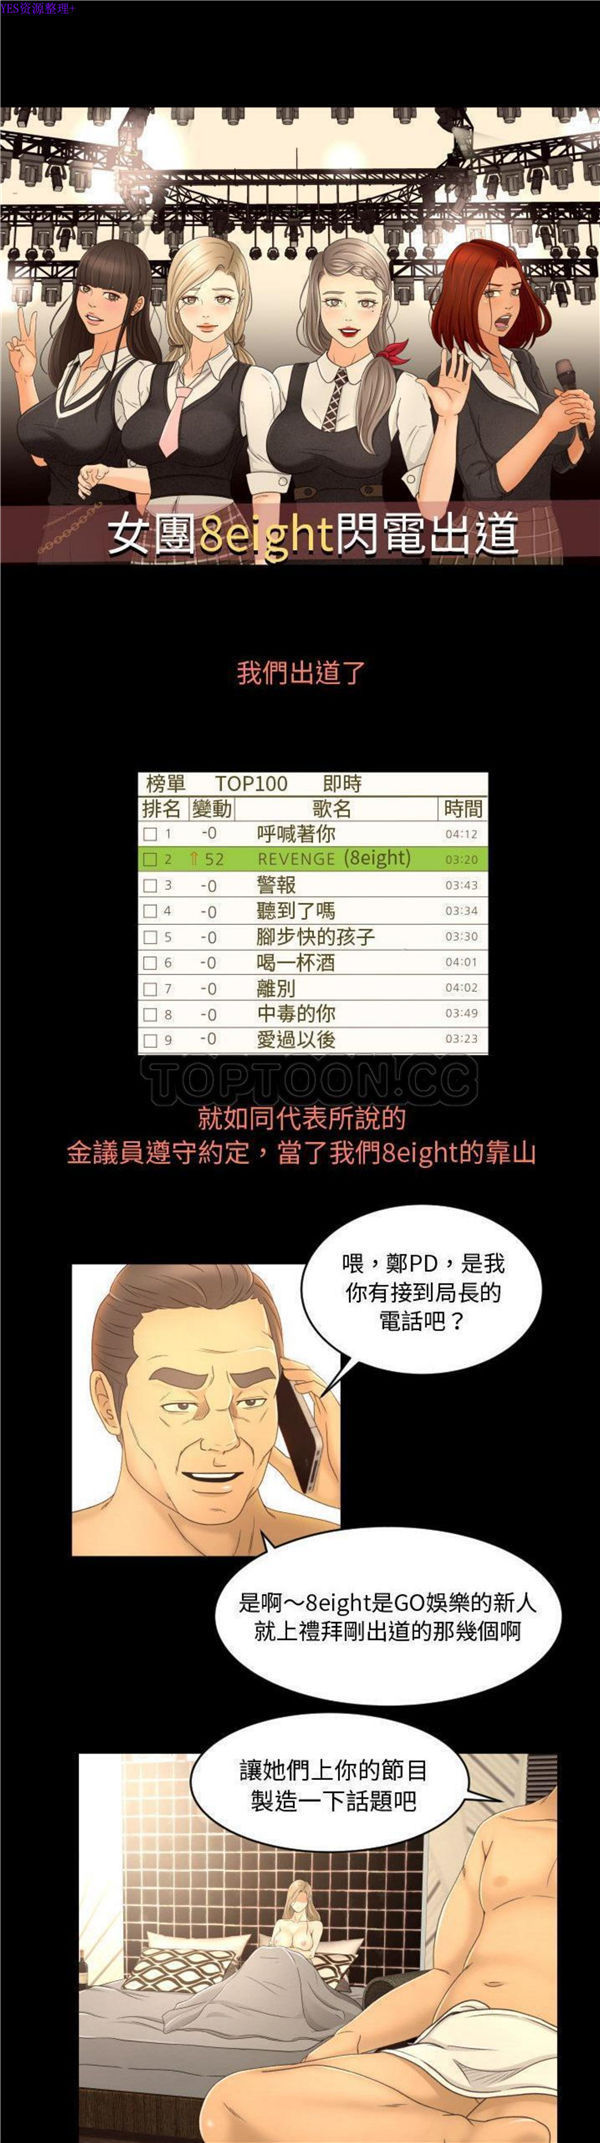 YES资源整理+
女團8eight閃電出道
我們出道了
榜單 TOP100 即時
排名 變動 歌名 時間
1 -0 呼喊著你 04:12
2 ⇑ 52 REVENGE (8eight) 03:20
3 -0 警報 03:43
4 -0 聽到了嗎 03:34
5 -0 腳步快的孩子 03:30
6 -0 喝一杯酒 04:01
7 -0 離別 04:02
8 -0 中毒的你 03:49
9 -0 愛過以後 03:23
TOPTOON.CC
就如同代表所說的
金議員遵守約定，當了我們8eight的靠山
喂，鄭PD，是我
你有接到局長的
電話吧？
是啊～8eight是GO娛樂的新人
就上禮拜剛出道的那幾個啊
讓她們上你的節目
製造一下話題吧